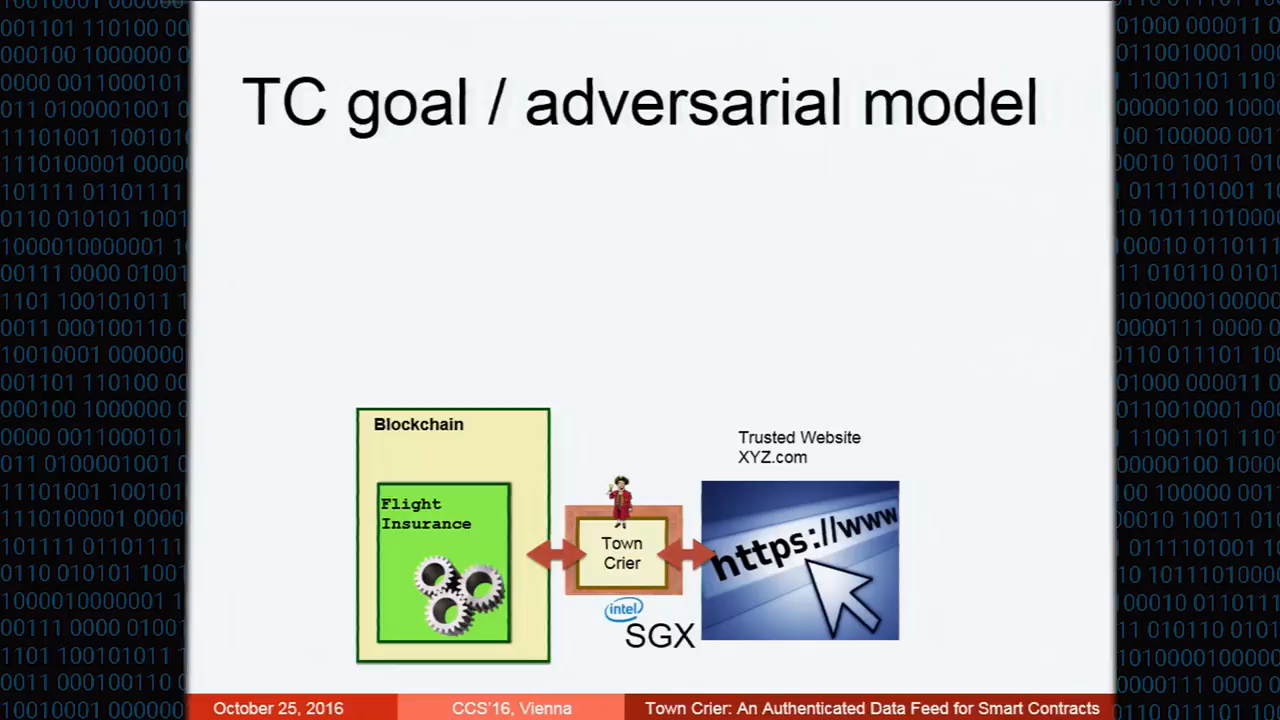 TC goal / adversarial model
Blockchain
Flight
Insurance
Town
Crier
intel
SGX
Trusted Website
XYZ.com
https://www
October 25, 2016
CCS'16, Vienna
Town Crier: An Authenticated Data Feed for Smart Contracts